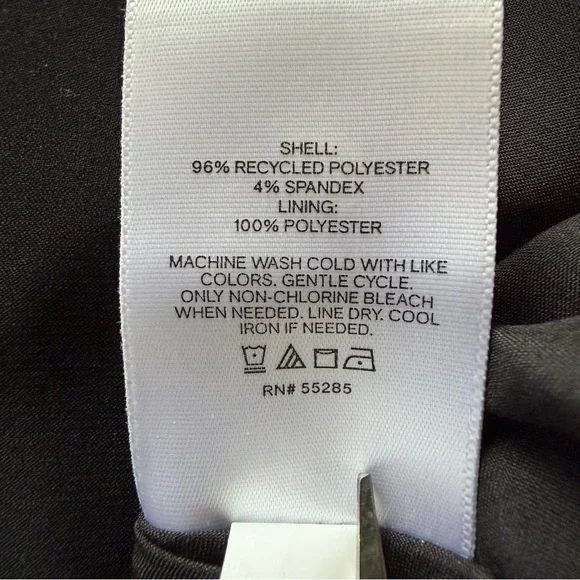 SHELL:
96% RECYCLED POLYESTER
4% SPANDEX
LINING:
100% POLYESTER
MACHINE WASH COLD WITH LIKE
COLORS. GENTLE CYCLE.
ONLY NON-CHLORINE BLEACH
WHEN NEEDED. LINE DRY. COOL
IRON IF NEEDED.
RN# 55285